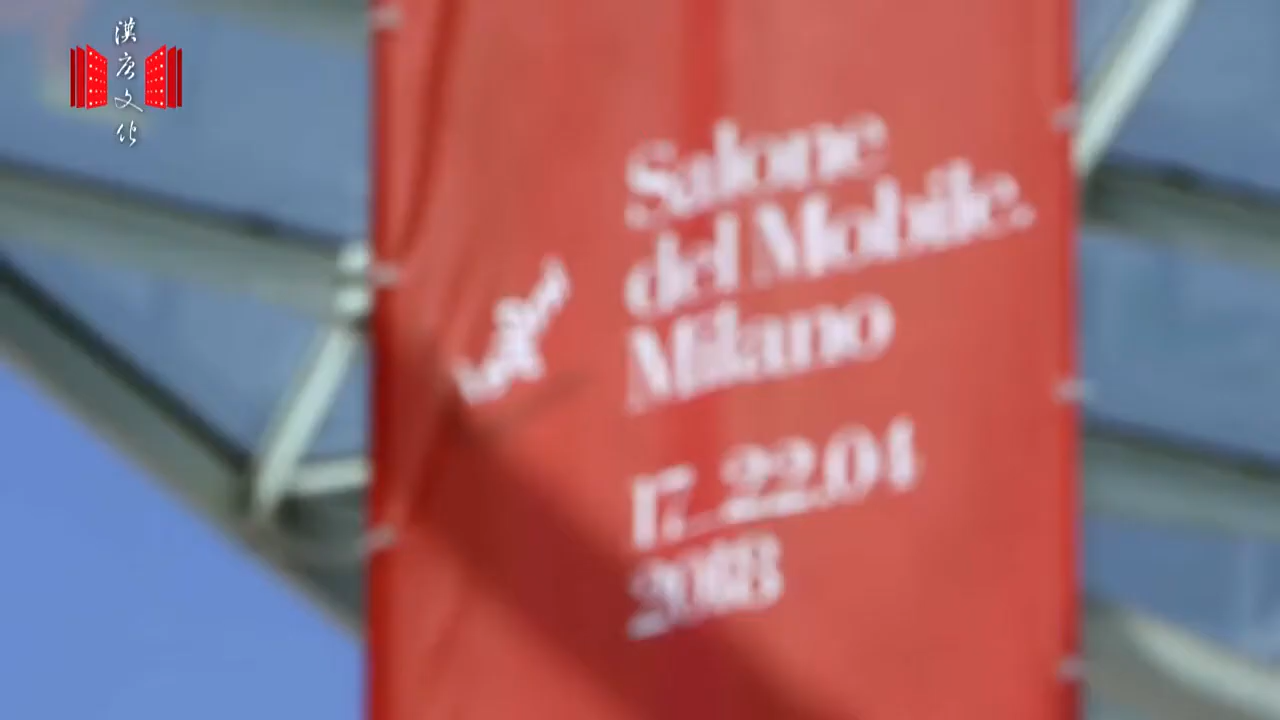 漢唐文化
Salone
del Mobile.
Milano
17_22.04
2018